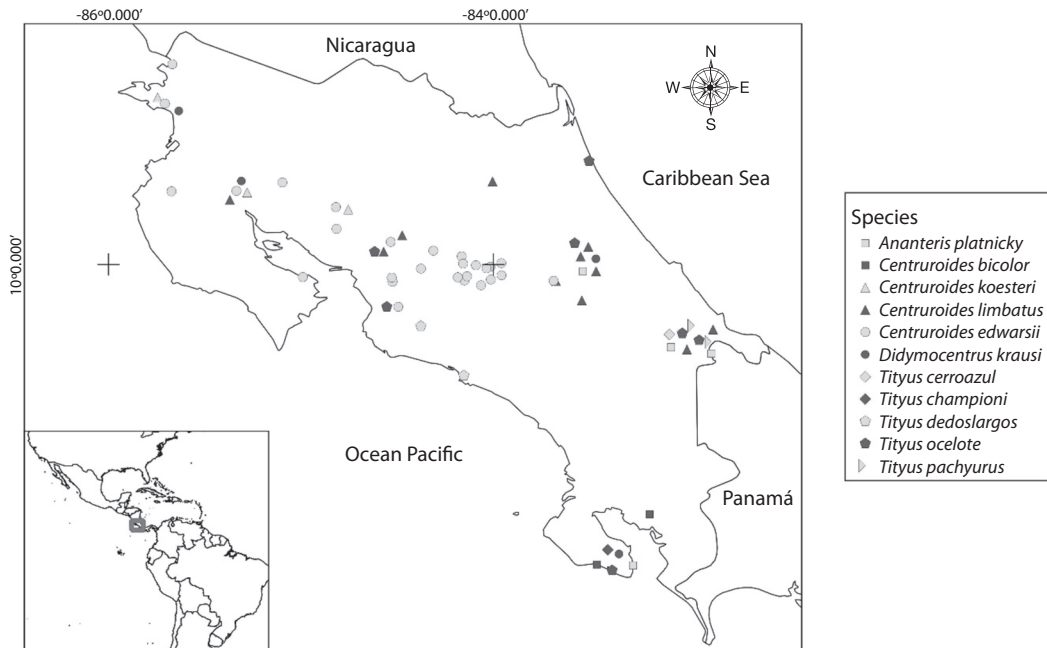 -86º0.000'
-84º0.000'
Nicaragua
N
W
E
S
Caribbean Sea
10º0.000'
Ocean Pacific
Panamá
Species
Ananteris platnicky
Centruroides bicolor
Centruroides koesteri
Centruroides limbatus
Centruroides edwarsii
Didymocentrus krausi
Tityus cerroazul
Tityus championi
Tityus dedoslargos
Tityus ocelote
Tityus pachyurus